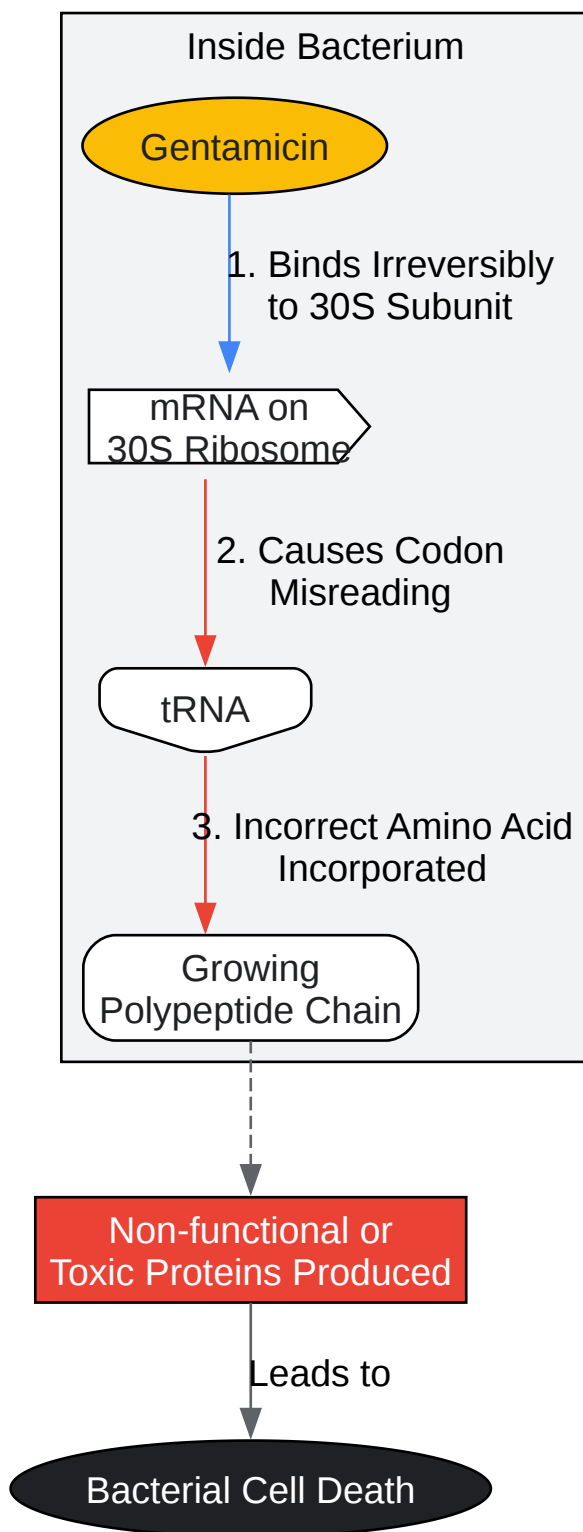 Inside Bacterium
Gentamicin
1. Binds Irreversibly
to 30S Subunit
mRNA on
30S Ribosome
2. Causes Codon
Misreading
tRNA
3. Incorrect Amino Acid
Incorporated
Growing
Polypeptide Chain
Non-functional or
Toxic Proteins Produced
Leads to
Bacterial Cell Death